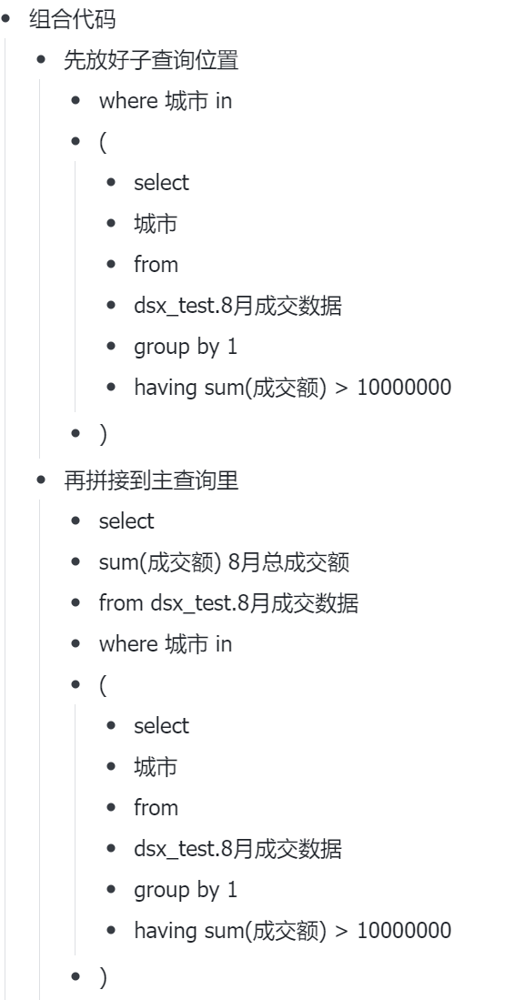 组合代码
先放好子查询位置
where 城市 in
(
select
城市
from
dsx_test.8月成交数据
group by 1
having sum(成交额) > 10000000
)
再拼接到主查询里
select
sum(成交额) 8月总成交额
from dsx_test.8月成交数据
where 城市 in
(
select
城市
from
dsx_test.8月成交数据
group by 1
having sum(成交额) > 10000000
)